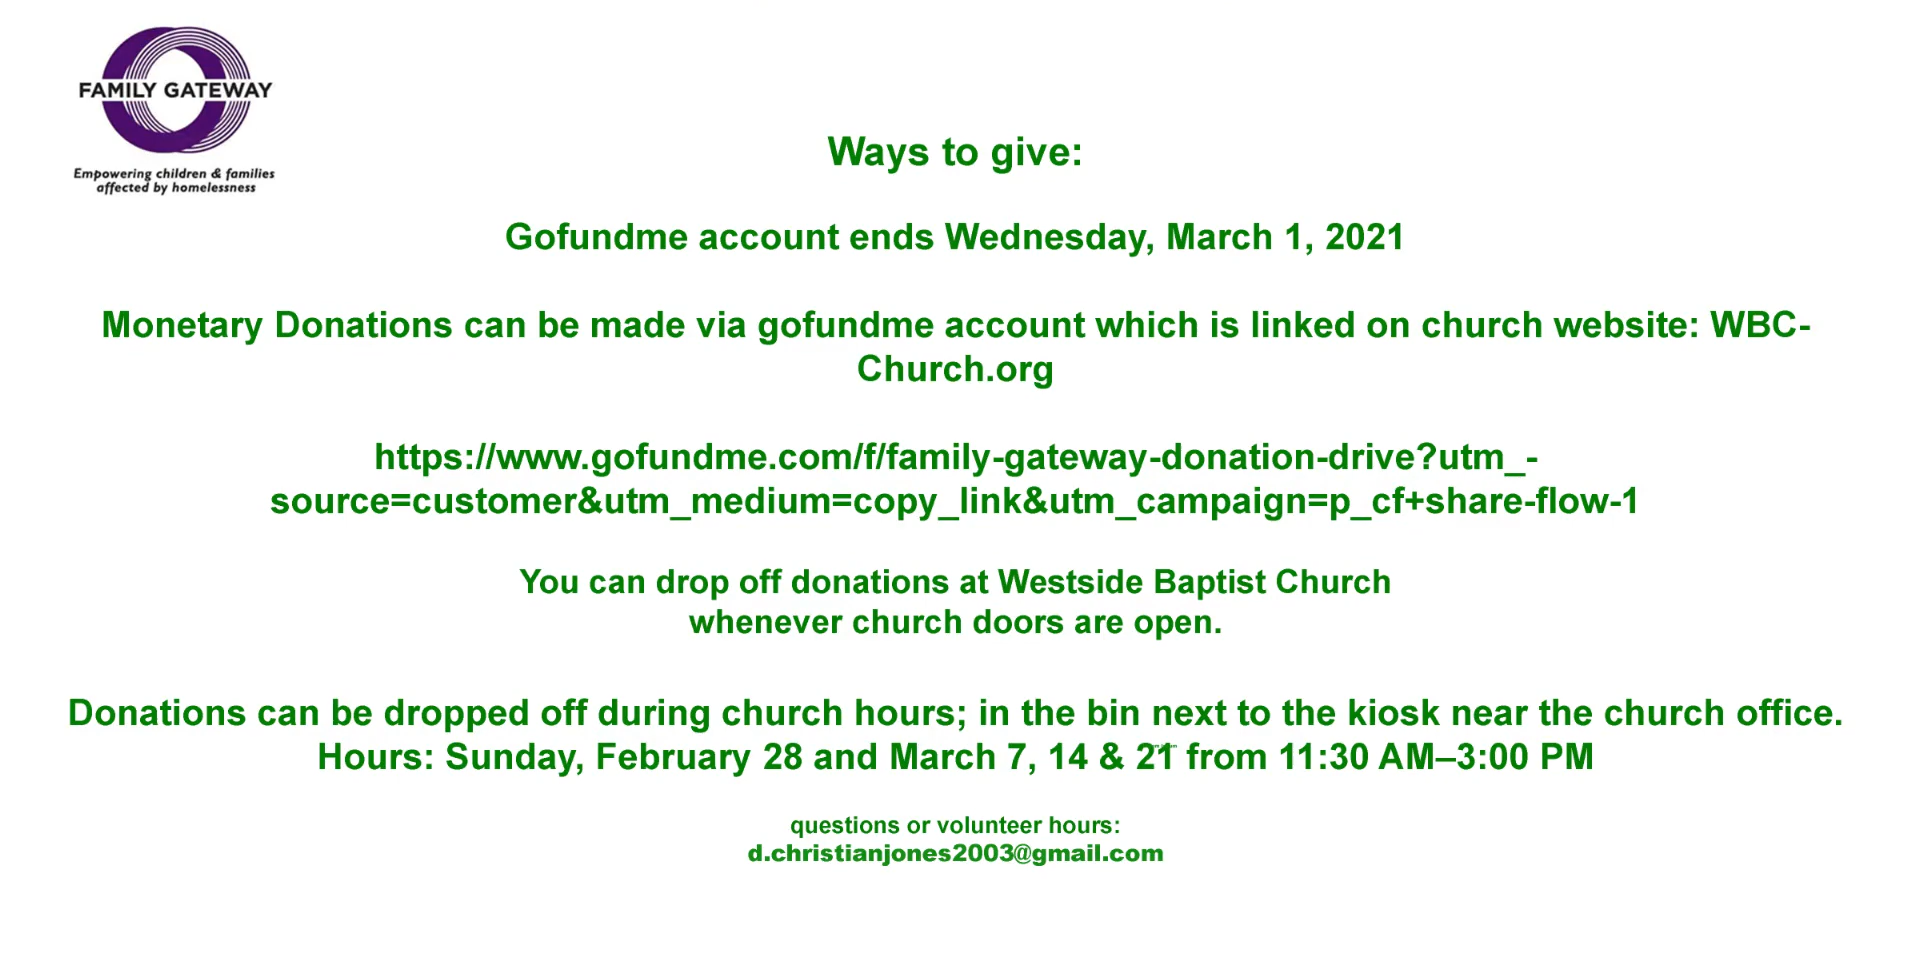 FAMILY GATEWAY
Empowering children & families
affected by homelessness
Ways to give:
Gofundme account ends Wednesday, March 1, 2021
Monetary Donations can be made via gofundme account which is linked on church website: WBC-
Church.org
https://www.gofundme.com/f/family-gateway-donation-drive?utm_-
source=customer&utm_medium=copy_link&utm_campaign=p_cf+share-flow-1
You can drop off donations at Westside Baptist Church
whenever church doors are open.
Donations can be dropped off during church hours; in the bin next to the kiosk near the church office.
Hours: Sunday, February 28 and March 7, 14 & 21 from 11:30 AM–3:00 PM
questions or volunteer hours:
d.christianjones2003@gmail.com